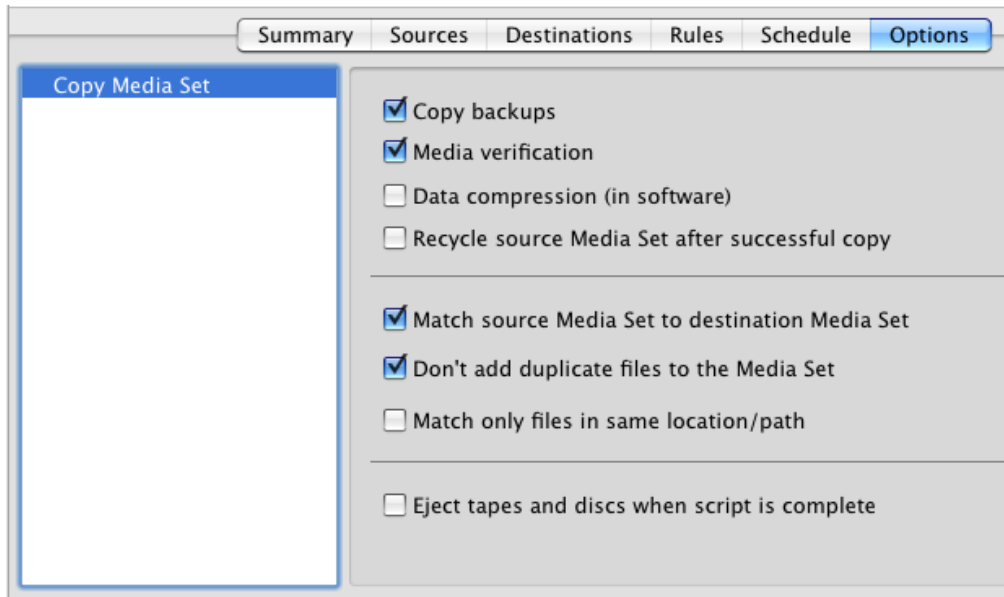 Summary Sources Destinations Rules Schedule Options
Copy Media Set
Copy backups
Media verification
Data compression (in software)
Recycle source Media Set after successful copy
Match source Media Set to destination Media Set
Don't add duplicate files to the Media Set
Match only files in same location/path
Eject tapes and discs when script is complete